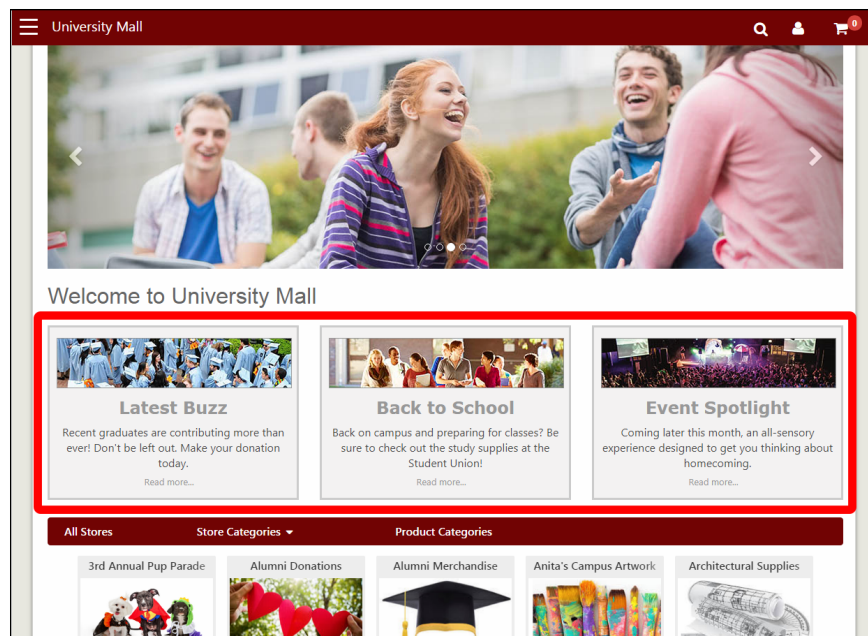 University Mall
0
Welcome to University Mall
Latest Buzz
Recent graduates are contributing more than
ever! Don't be left out. Make your donation
today.
Read more...
Back to School
Back on campus and preparing for classes? Be
sure to check out the study supplies at the
Student Union!
Read more...
Event Spotlight
Coming later this month, an all-sensory
experience designed to get you thinking about
homecoming.
Read more...
All Stores Store Categories Product Categories
3rd Annual Pup Parade Alumni Donations Alumni Merchandise Anita's Campus Artwork Architectural Supplies